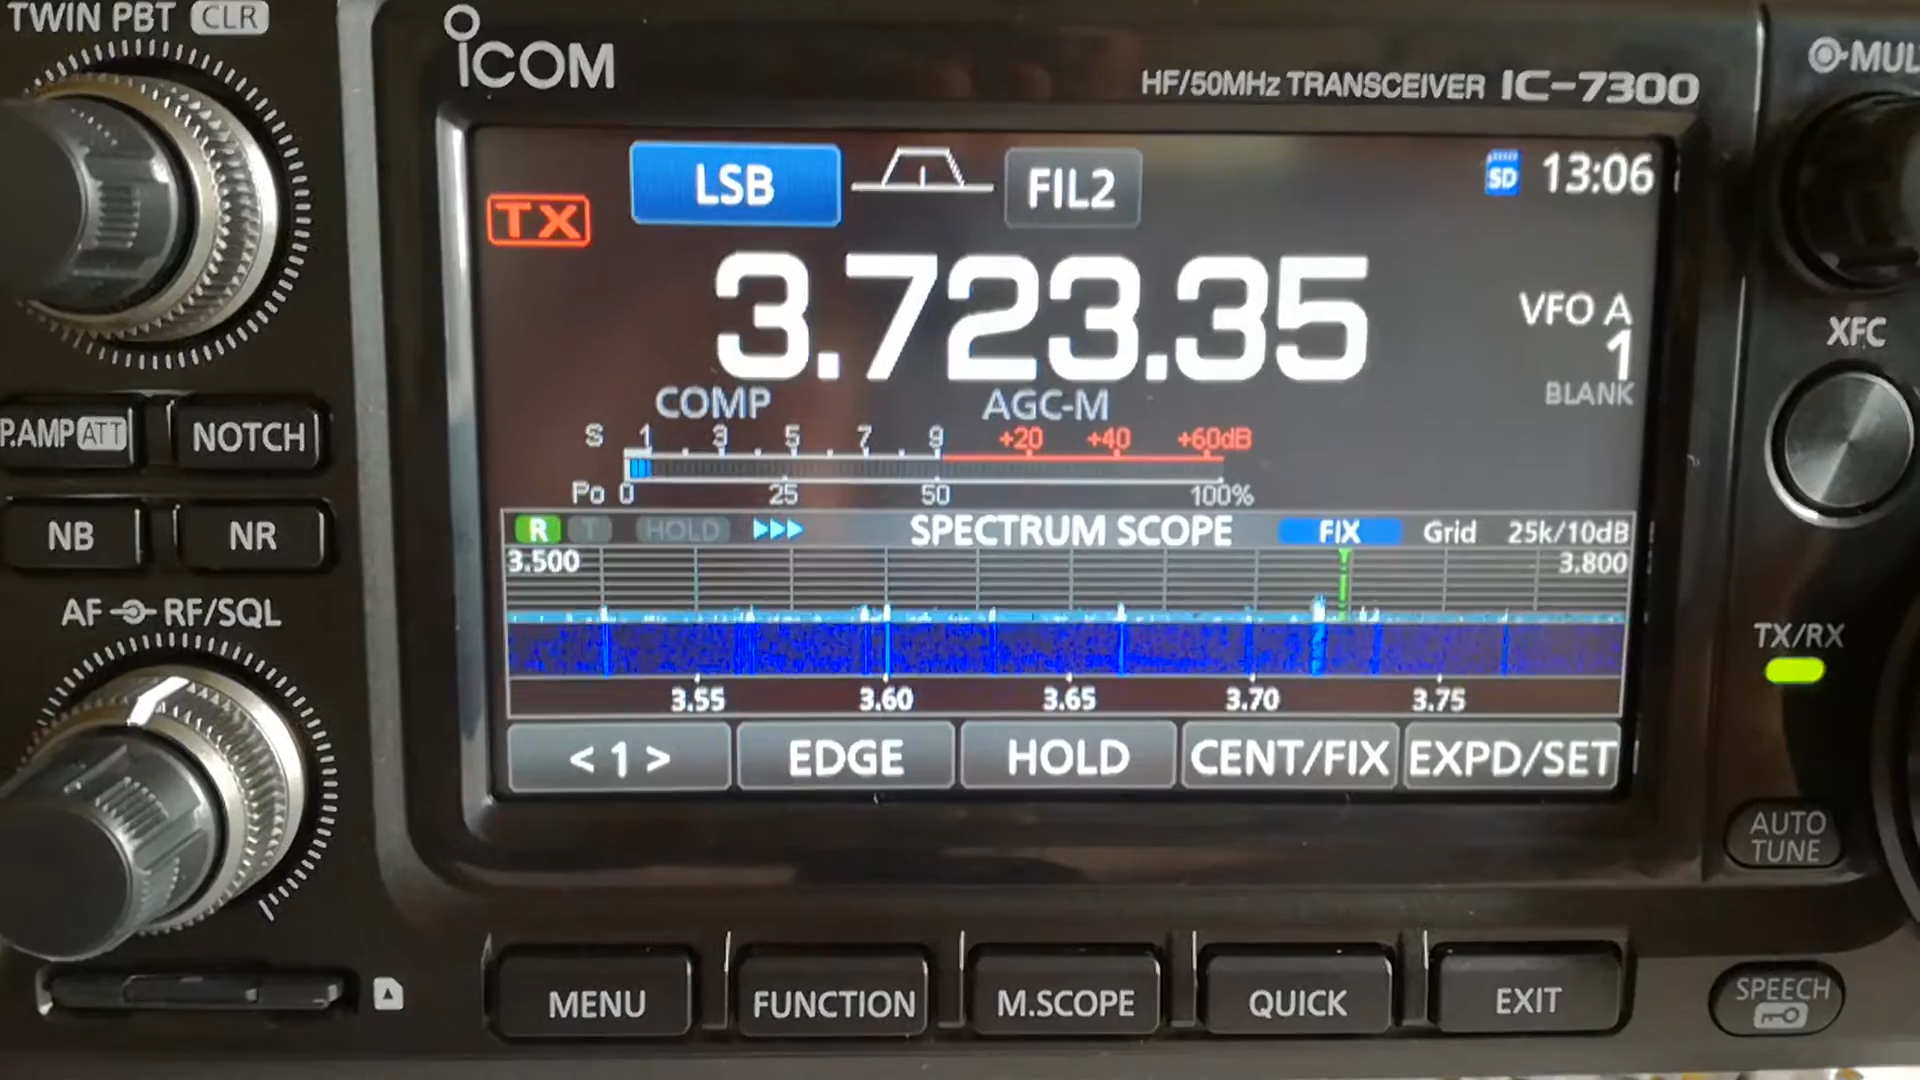 TWIN PBT CLR
ICOM
HF/50MHz TRANSCEIVER IC-7300
MUL
LSB
FIL2
SD 13:06
TX
3.723.35
VFO A
1
BLANK
XFC
COMP
AGC-M
P.AMP ATT
NOTCH
S 1 3 5 7 9 +20 +40 +60dB
Po 0 25 50 100%
NB
NR
R T HOLD SPECTRUM SCOPE FIX Grid 25k/10dB
3.500
T
3.800
AF RF/SQL
TX/RX
3.55 3.60 3.65 3.70 3.75
< 1 > EDGE HOLD CENT/FIX EXPD/SET
AUTO
TUNE
MENU FUNCTION M.SCOPE QUICK EXIT
SPEECH